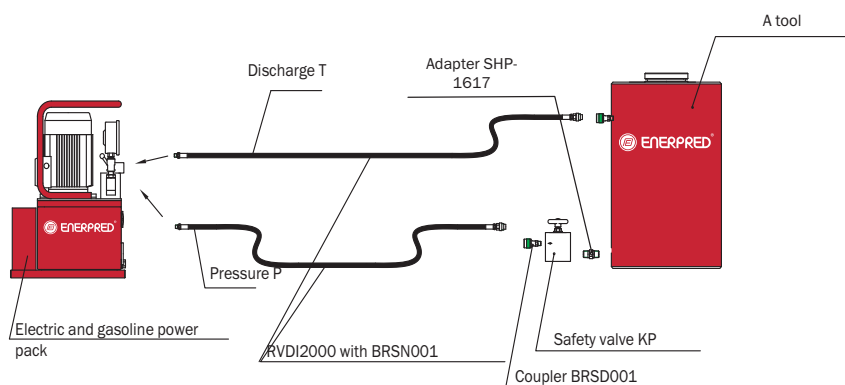 A tool
Discharge T
Adapter SHP-
1617
ENERPRED
ENERPRED
Pressure P
Electric and gasoline power
pack
RVDI2000 with BRSN001
Safety valve KP
Coupler BRSD001